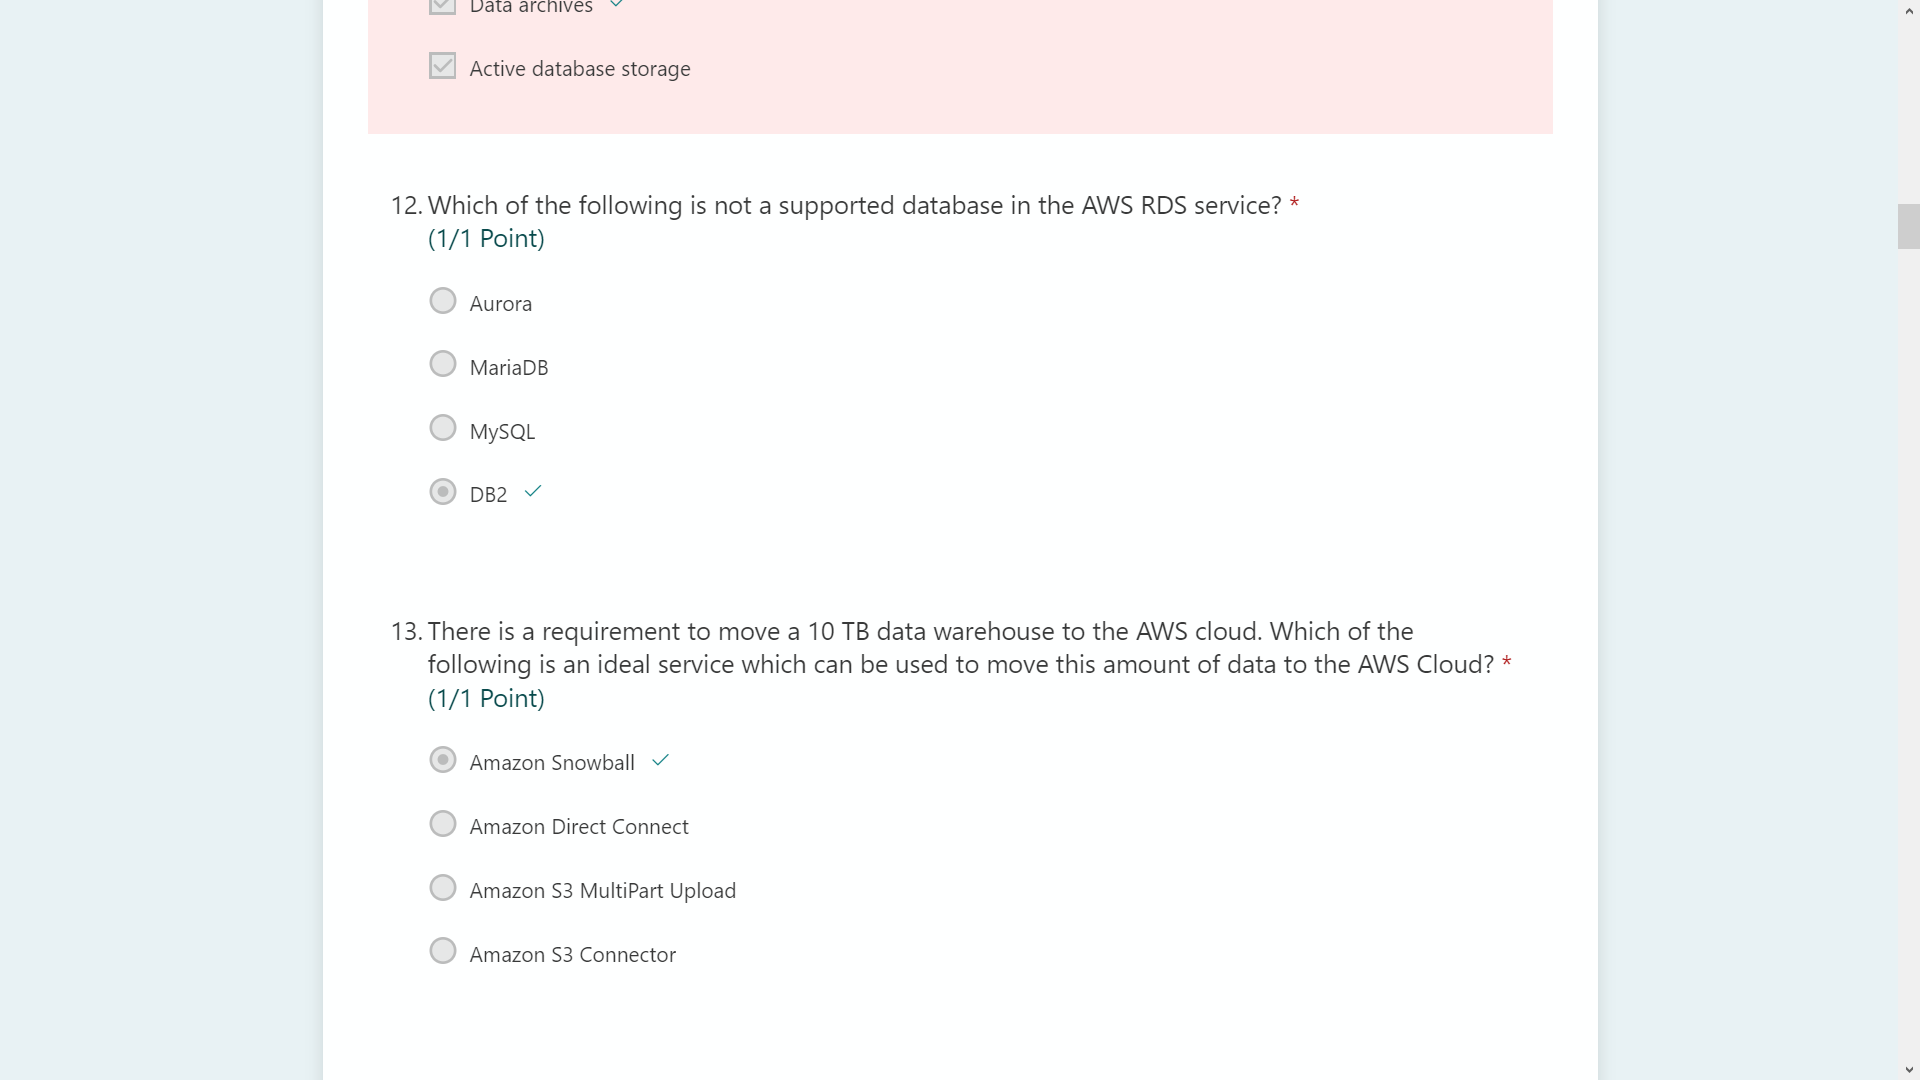 Data archives
Active database storage
12. Which of the following is not a supported database in the AWS RDS service? *
(1/1 Point)
Aurora
MariaDB
MySQL
DB2
13. There is a requirement to move a 10 TB data warehouse to the AWS cloud. Which of the
following is an ideal service which can be used to move this amount of data to the AWS Cloud? *
(1/1 Point)
Amazon Snowball
Amazon Direct Connect
Amazon S3 MultiPart Upload
Amazon S3 Connector